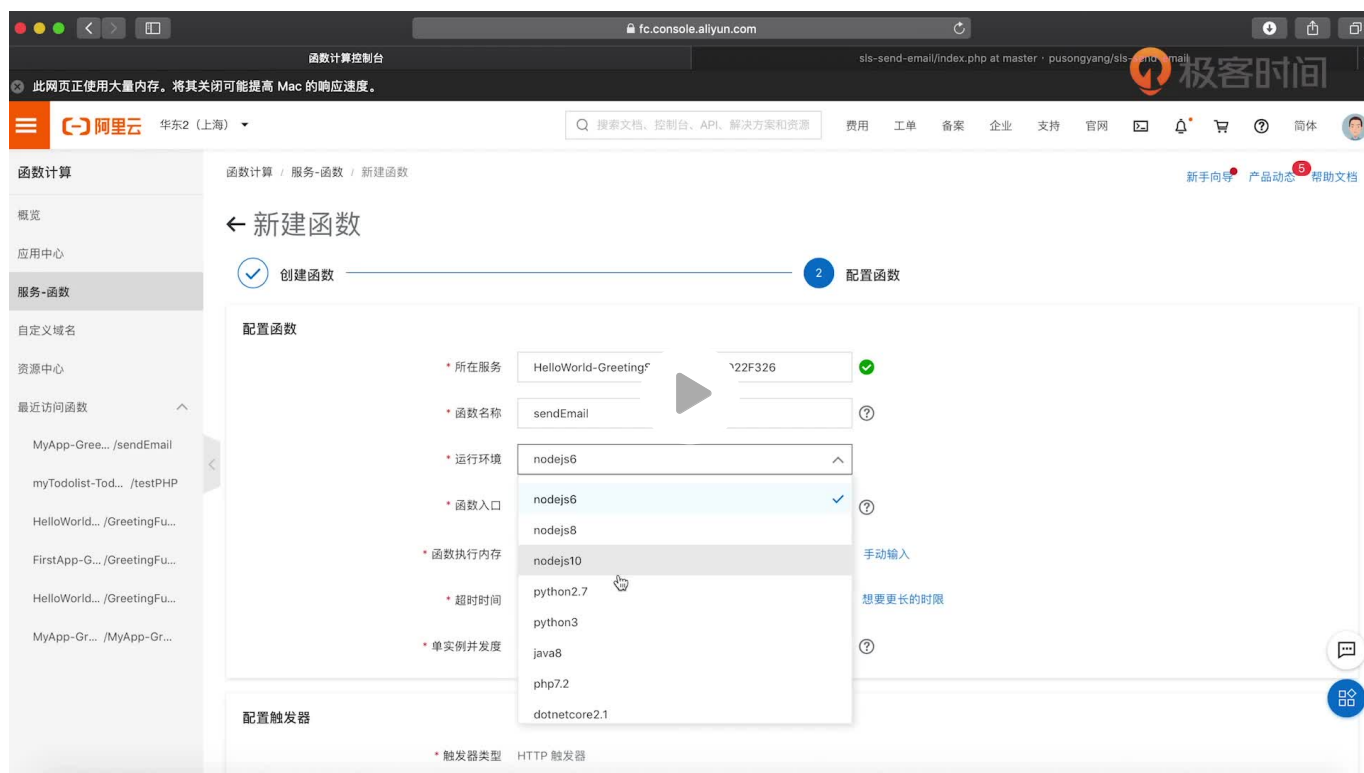 fc.console.aliyun.com
函数计算控制台
sls-send-email/index.php at master · pusongyang/sls-send-email
极客时间
此网页正使用大量内存。将其关闭可能提高 Mac 的响应速度。
阿里云 华东2（上海）
搜索文档、控制台、API、解决方案和资源
费用 工单 备案 企业 支持 官网 简体
函数计算
函数计算 / 服务-函数 / 新建函数
新手向导 产品动态 5 帮助文档
概览
新建函数
应用中心
创建函数
2 配置函数
服务-函数
自定义域名
配置函数
资源中心
* 所在服务 HelloWorld-Greeting 922F326
最近访问函数
* 函数名称 sendEmail
MyApp-Gree... /sendEmail
* 运行环境 nodejs6
myTodolist-Tod... /testPHP
nodejs6
* 函数入口
HelloWorld... /GreetingFu...
nodejs8
* 函数执行内存 手动输入
FirstApp-G... /GreetingFu...
nodejs10
python2.7
* 超时时间 想要更长的时限
HelloWorld... /GreetingFu...
python3
MyApp-Gr... /MyApp-Gr...
* 单实例并发度
java8
php7.2
dotnetcore2.1
配置触发器
* 触发器类型 HTTP 触发器